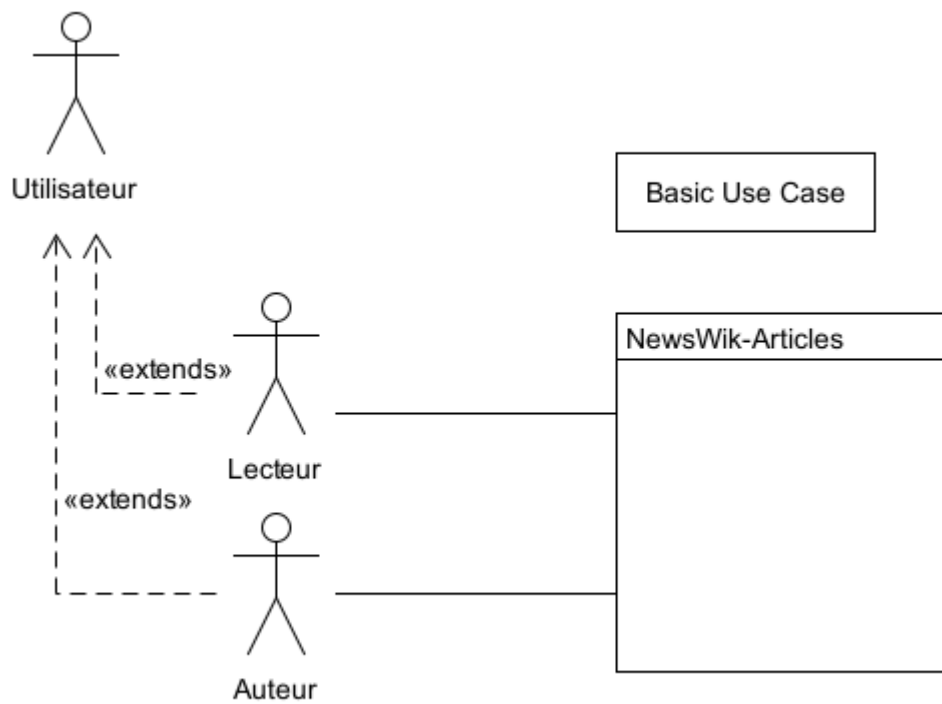 Utilisateur
Basic Use Case
NewsWik-Articles
«extends»
Lecteur
«extends»
Auteur